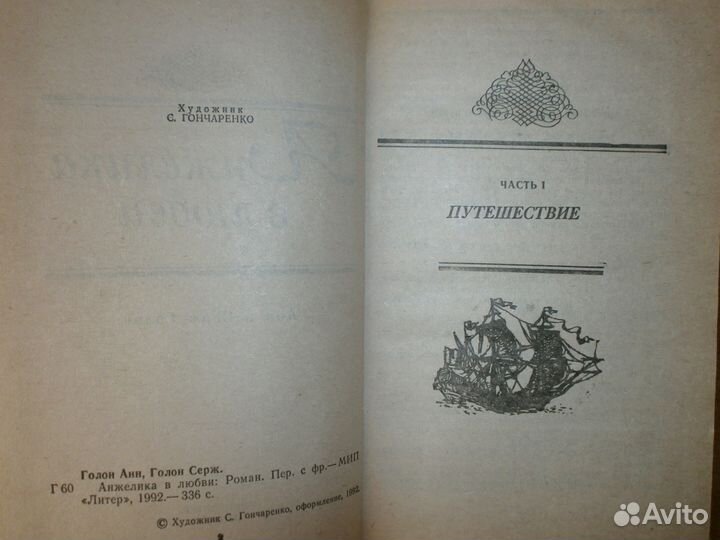 Художник
С. ГОНЧАРЕНКО
Голон Анн, Голон Серж.
Г 60 Анжелика в любви: Роман. Пер. с фр.— МИП
«Литер», 1992.— 336 с.
© Художник С. Гончаренко, оформление, 1992.
ЧАСТЬ I
ПУТЕШЕСТВИЕ
Avito